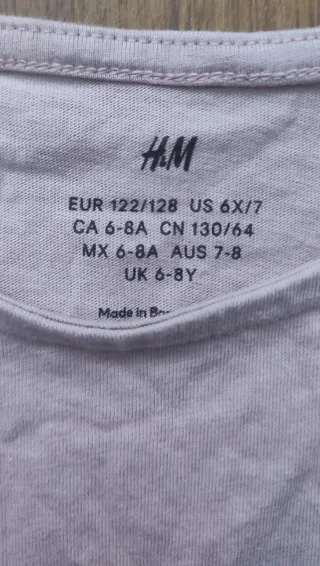 H&M
EUR 122/128 US 6X/7
CA 6-8A CN 130/64
MX 6-8A AUS 7-8
UK 6-8Y
Made in